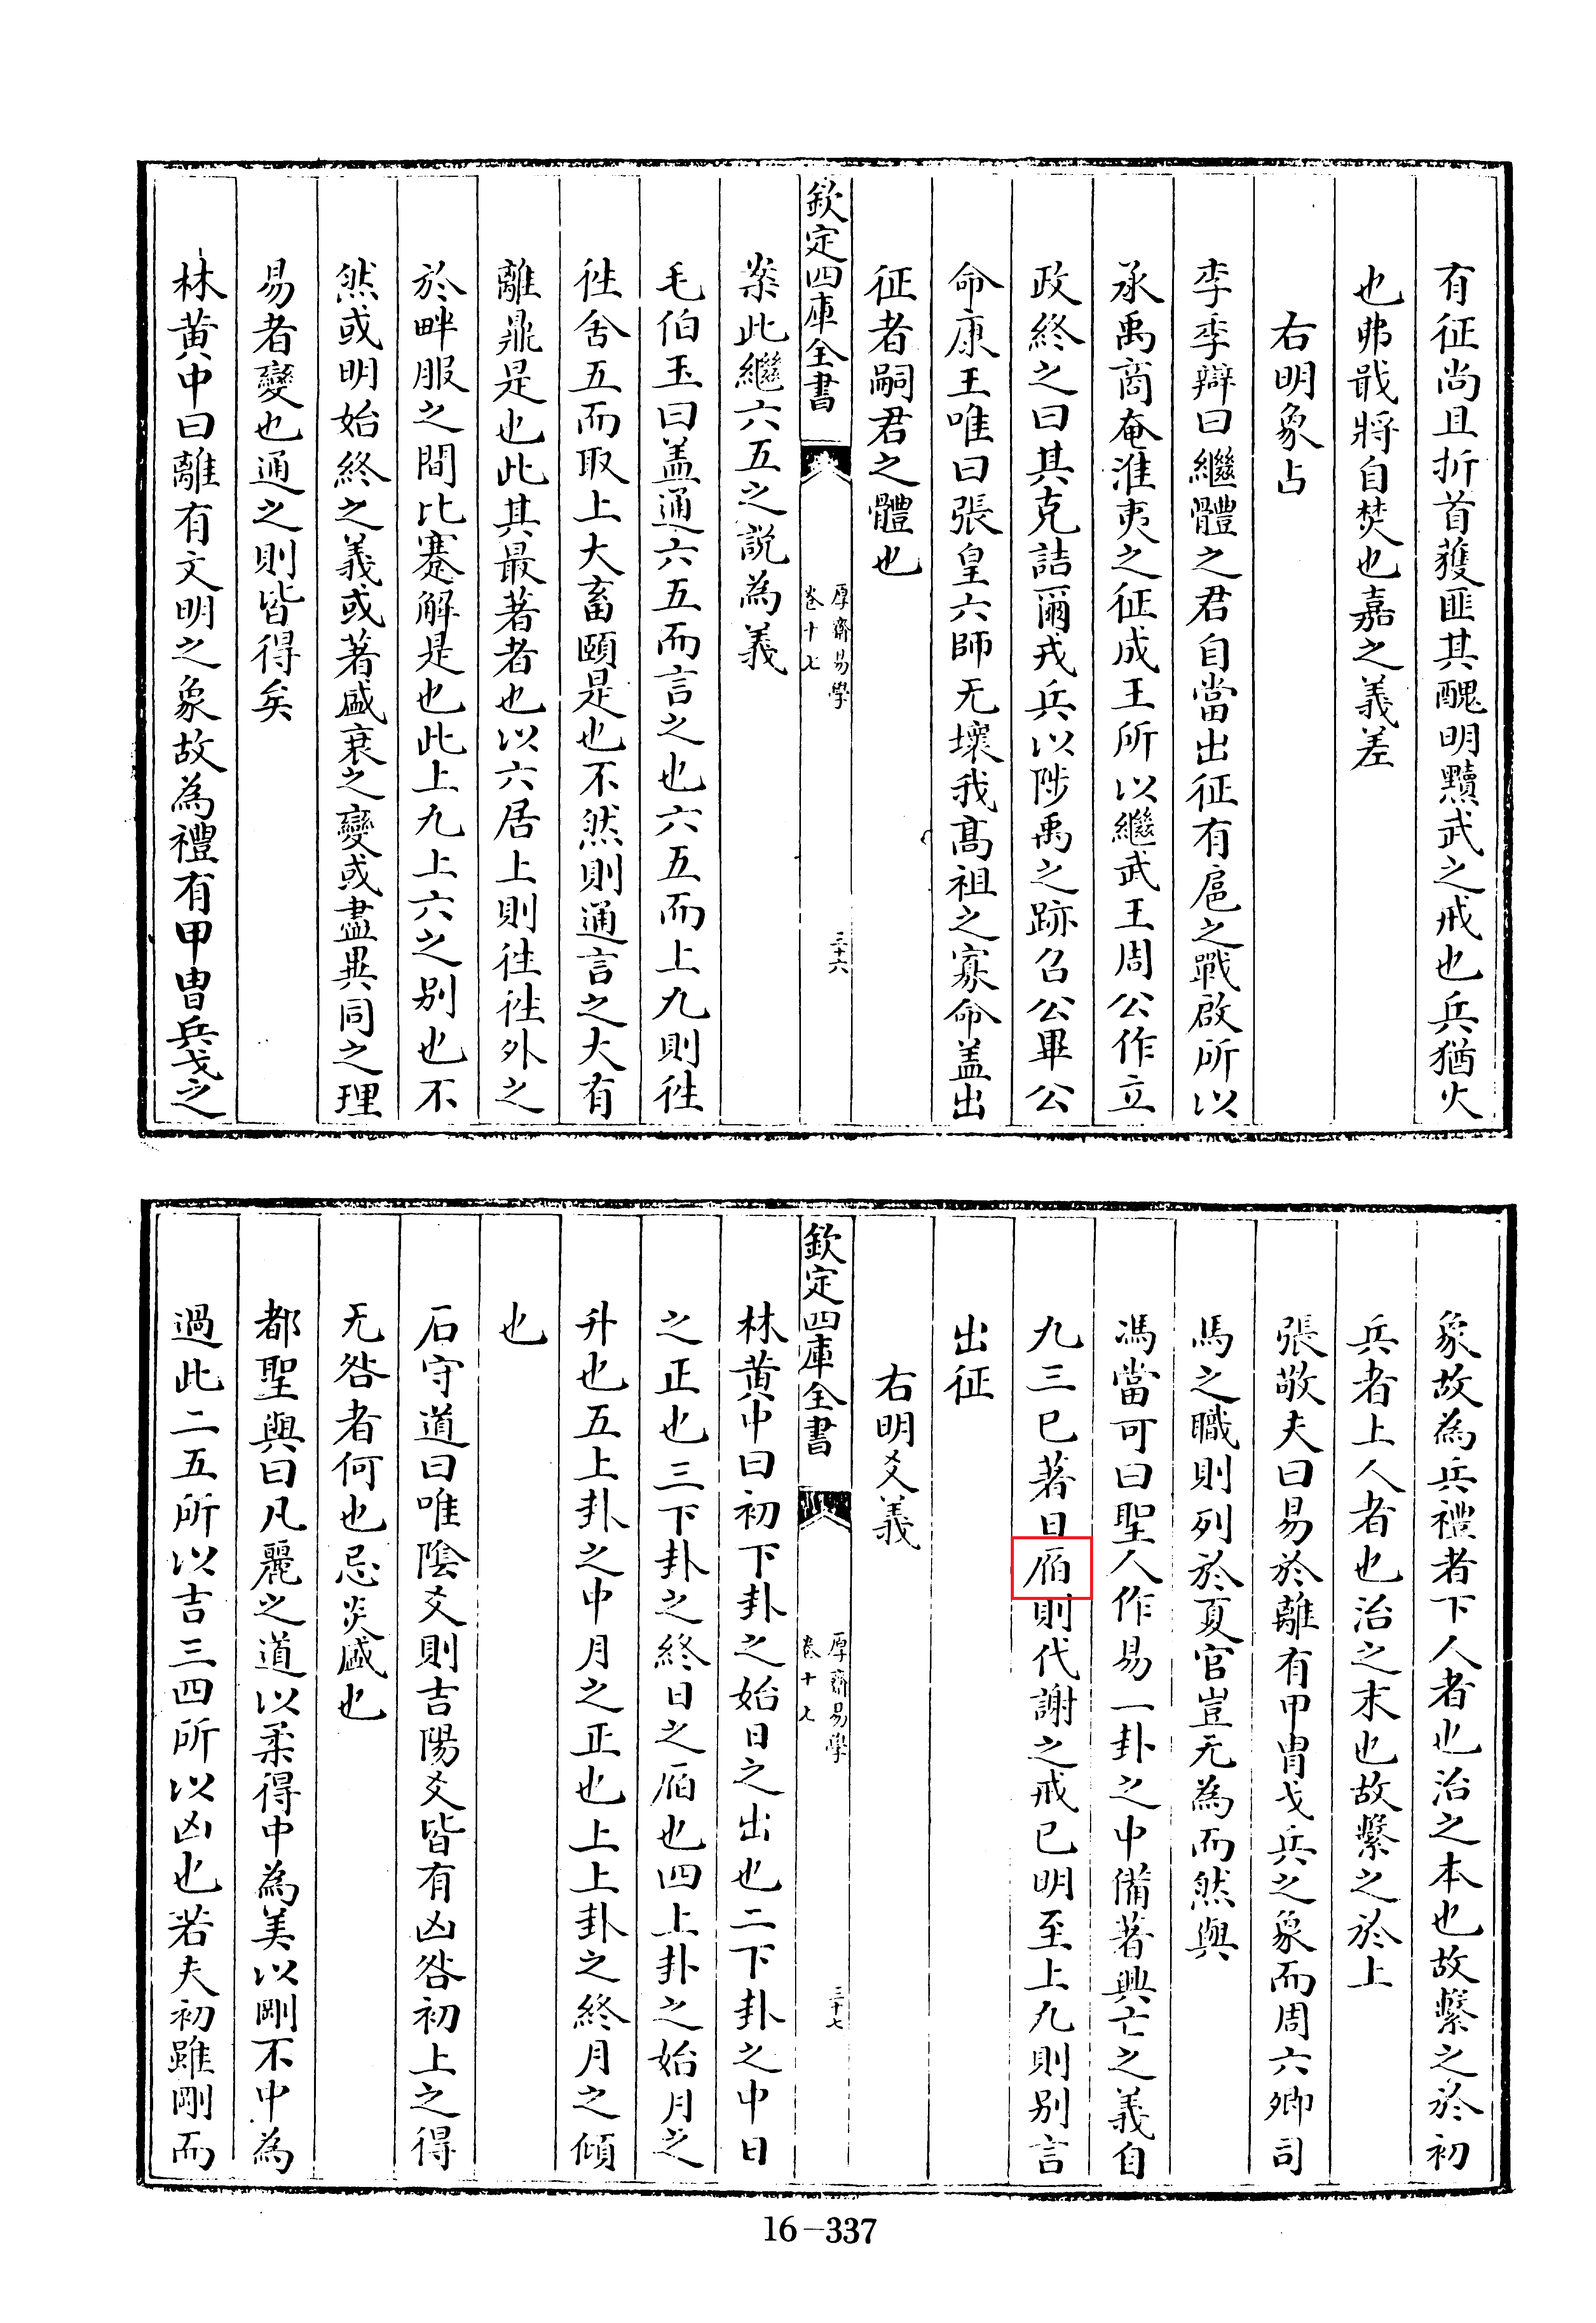 有征尚且折首獲匪其醜明黷武之戒也兵猶火
也弗戢將自焚也嘉之義差
右明象占
李季辯曰繼體之君自當出征有扈之戰啟所以
承禹啇奄淮夷之征成王所以繼武王周公作立
政終之曰其克詰爾戎兵以陟禹之跡召公畢公
命康王唯曰張皇六師无壞我髙祖之寡命盖出
征者嗣君之體也
欽定四庫全書
厚齋易學
卷十七
三十六
案此繼六五之說為義
毛伯玉曰盖通六五而言之也六五而上九則徃
徃舍五而取上大畜頤是也不然則通言之大有
離鼎是也此其最著者也以六居上則徃徃外之
於畔服之間比蹇解是也此上九上六之别也不
然或明始終之義或著盛衰之變或盡異同之理
易者變也通之則皆得矣
林黄中曰離有文明之象故為禮有甲胄兵戈之
象故為兵禮者下人者也治之本也故繫之於初
兵者上人者也治之末也故繫之於上
張敬夫曰易於離有甲胄戈兵之象而周六卿司
馬之職則列於夏官豈无為而然與
馮當可曰聖人作易一卦之中備著興亡之義自
九三已著日則代謝之戒已明至上九則别言
出征
右明爻義
欽定四庫全書
厚齋易學
卷十七
三十七
林黄中曰初下卦之始日之出也二下卦之中日
之正也三下卦之終日之也四上卦之始月之
升也五上卦之中月之正也上上卦之終月之傾
也
石守道曰唯陰爻則吉陽爻皆有凶咎初上之得
无咎者何也忌炎盛也
都聖與曰凡麗之道以柔得中為美以剛不中為
過此二五所以吉三四所以凶也若夫初雖剛而
16-337